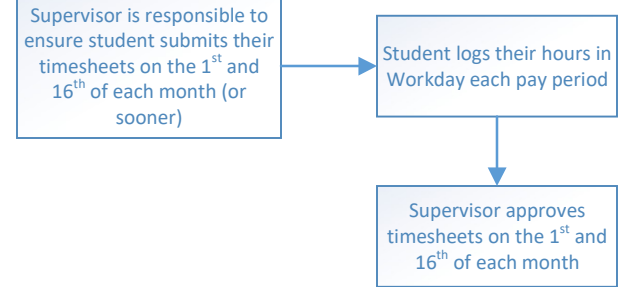 Supervisor is responsible to
ensure student submits their
timesheets on the 1st and
16th of each month (or
sooner)
Student logs their hours in
Workday each pay period
Supervisor approves
timesheets on the 1st and
16th of each month